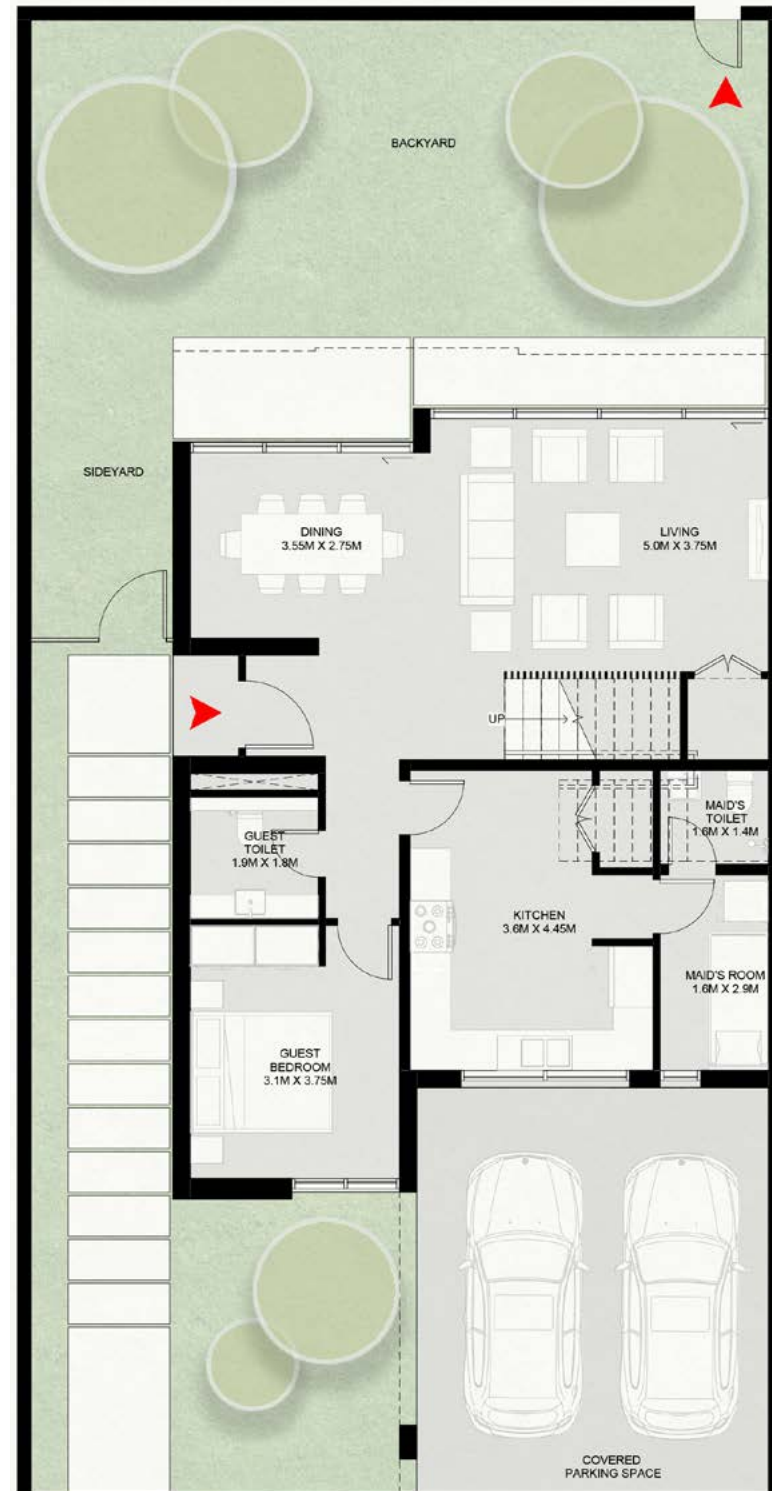 BACKYARD
SIDEYARD
DINING
3.55M X 2.75M
LIVING
5.0M X 3.75M
UP
GUEST
TOILET
1.9M X 1.8M
MAID'S
TOILET
1.6M X 1.4M
KITCHEN
3.6M X 4.45M
MAID'S ROOM
1.6M X 2.9M
GUEST
BEDROOM
3.1M X 3.75M
COVERED
PARKING SPACE